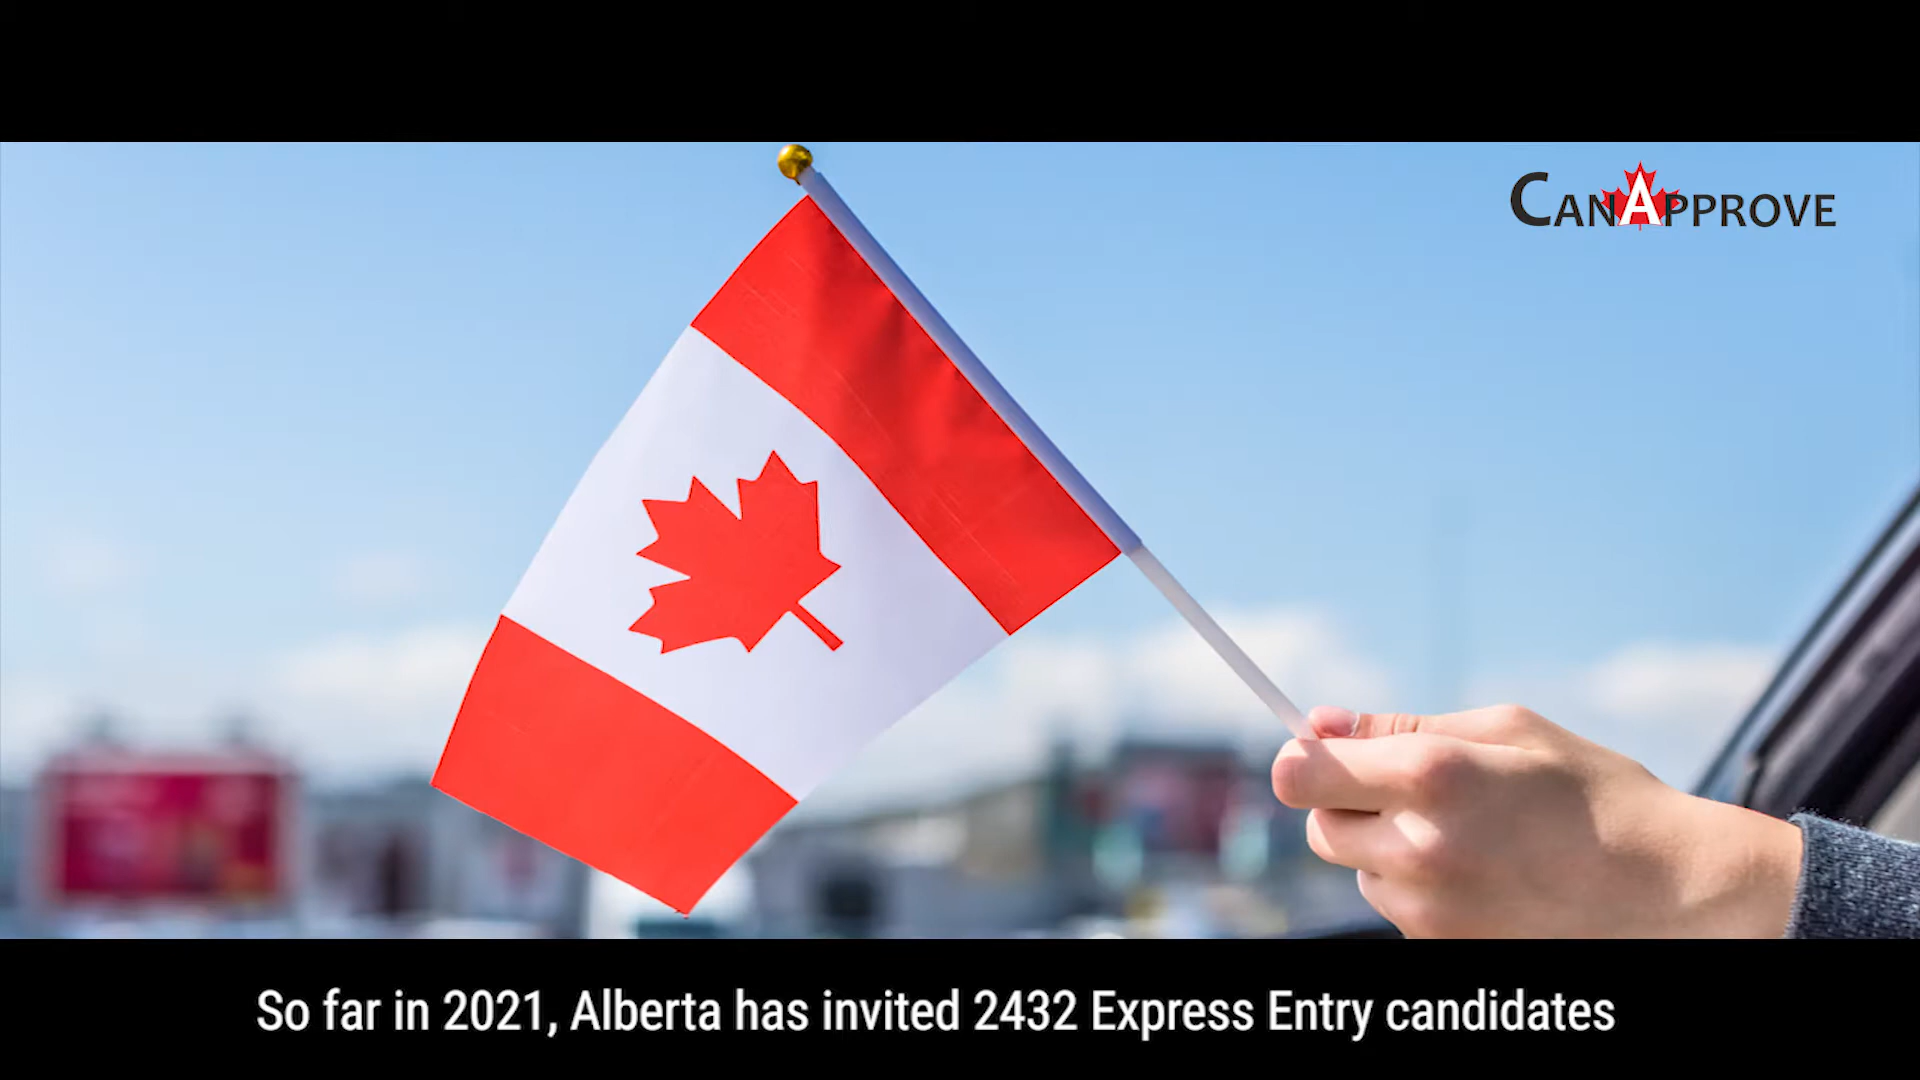 CANAPPROVE
So far in 2021, Alberta has invited 2432 Express Entry candidates